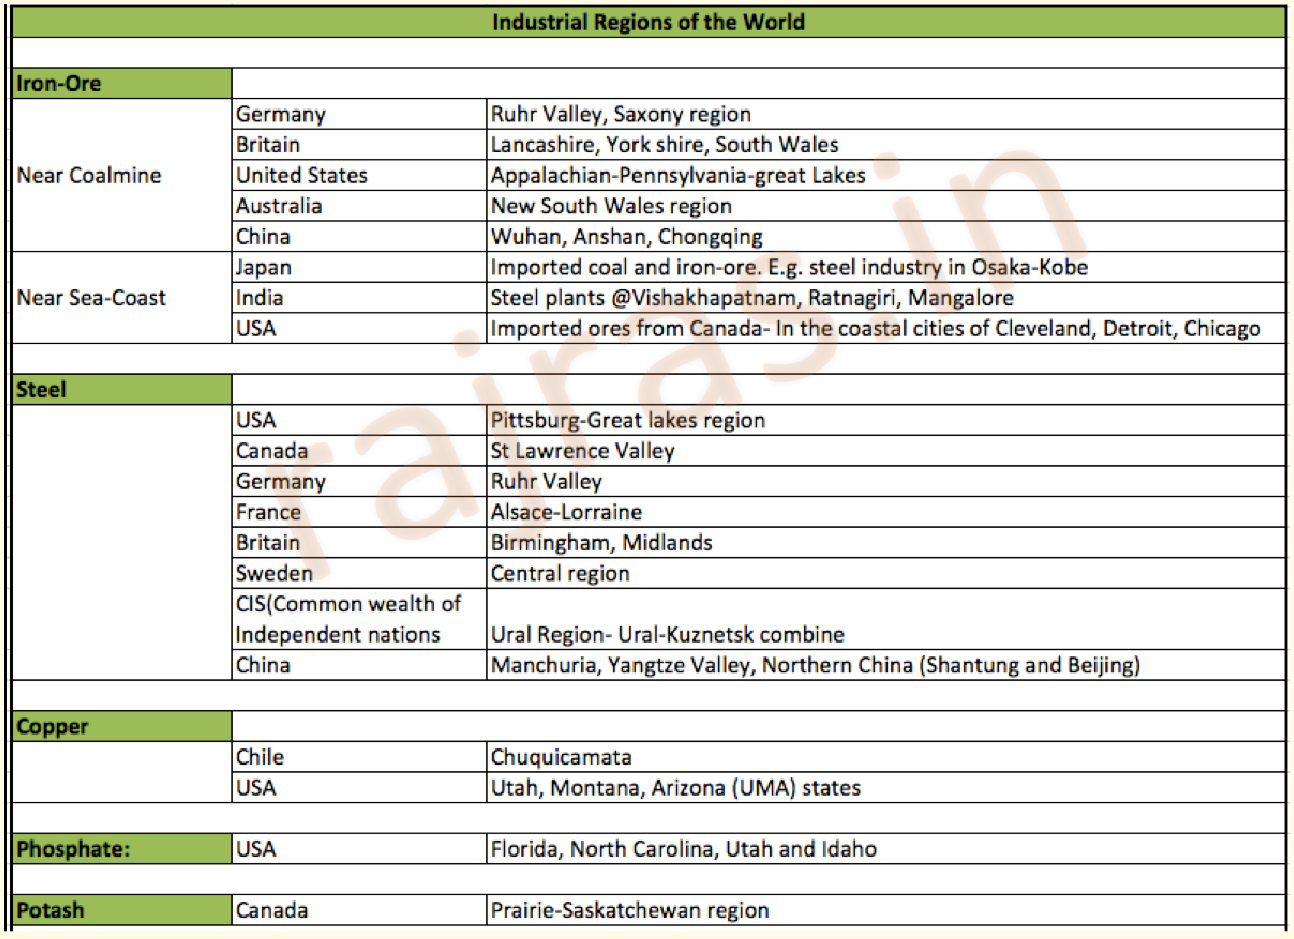 Industrial Regions of the World
Iron-Ore
Near Coalmine
Germany Ruhr Valley, Saxony region
Britain Lancashire, York shire, South Wales
United States Appalachian-Pennsylvania-great Lakes
Australia New South Wales region
China Wuhan, Anshan, Chongqing
Near Sea-Coast
Japan Imported coal and iron-ore. E.g. steel industry in Osaka-Kobe
India Steel plants @Vishakhapatnam, Ratnagiri, Mangalore
USA Imported ores from Canada- In the coastal cities of Cleveland, Detroit, Chicago
Steel
USA Pittsburg-Great lakes region
Canada St Lawrence Valley
Germany Ruhr Valley
France Alsace-Lorraine
Britain Birmingham, Midlands
Sweden Central region
CIS(Common wealth of
Independent nations Ural Region- Ural-Kuznetsk combine
China Manchuria, Yangtze Valley, Northern China (Shantung and Beijing)
Copper
Chile Chuquicamata
USA Utah, Montana, Arizona (UMA) states
Phosphate: USA Florida, North Carolina, Utah and Idaho
Potash Canada Prairie-Saskatchewan region
rajras.in